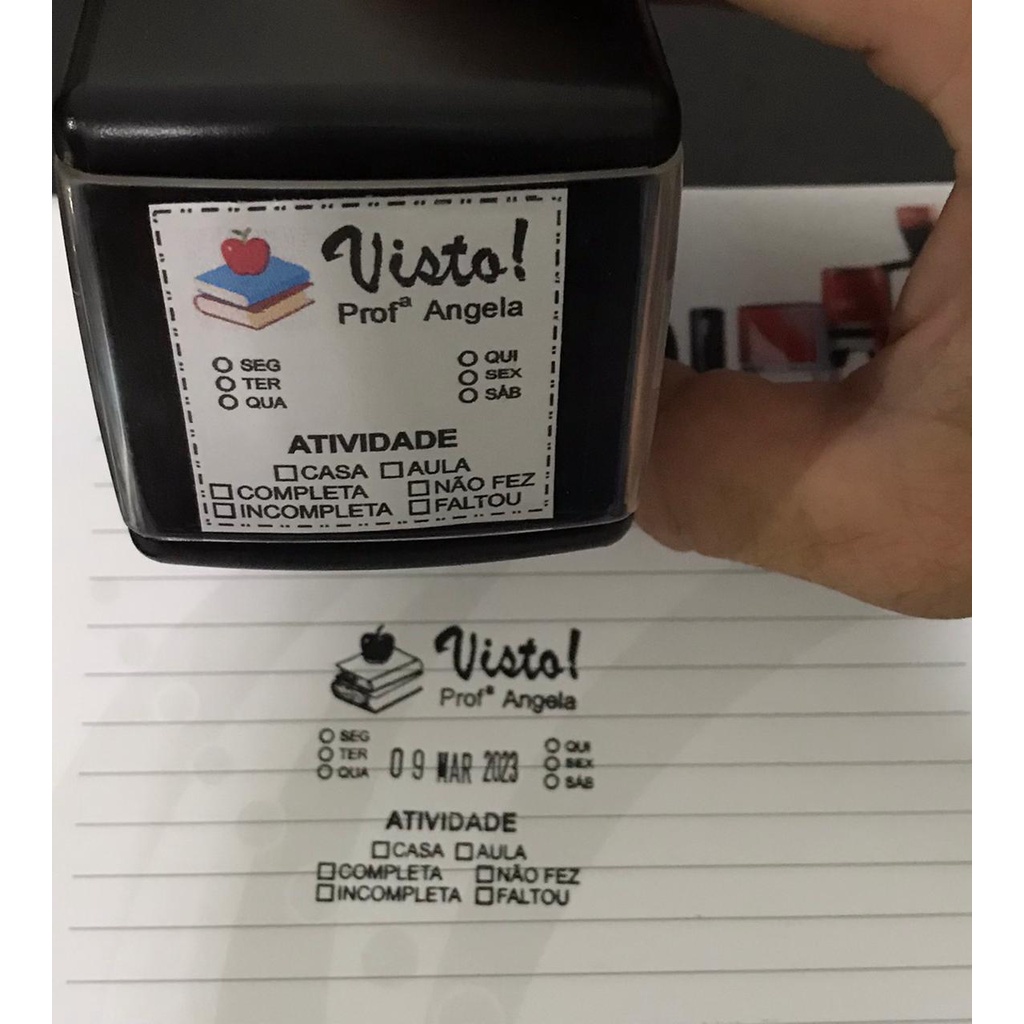 Visto!
Profª Angela
SEG
TER
QUA
QUI
SEX
SÁB
ATIVIDADE
CASA AULA
COMPLETA NÃO FEZ
INCOMPLETA FALTOU
Visto!
Profª Angela
SEG
TER
QUA
09 MAR 2023
QUI
SEX
SÁB
ATIVIDADE
CASA AULA
COMPLETA NÃO FEZ
INCOMPLETA FALTOU